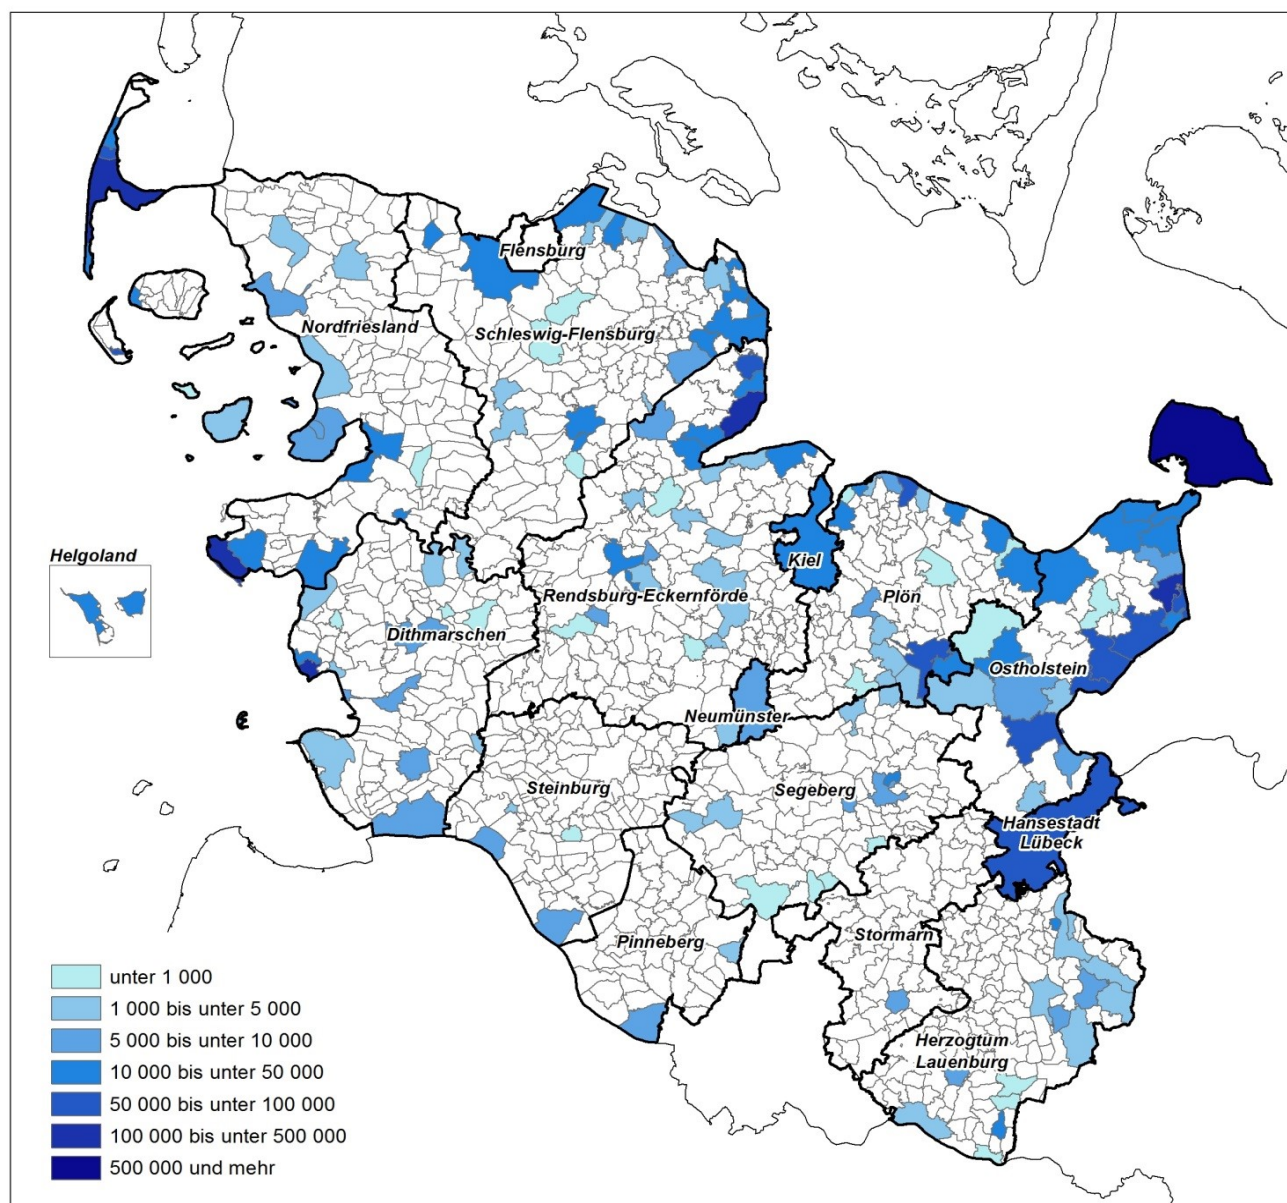 Flensburg
Nordfriesland
Schleswig-Flensburg
Helgoland
Kiel
Rendsburg-Eckernförde
Plön
Dithmarschen
Ostholstein
Neumünster
Steinburg
Segeberg
Hansestadt
Lübeck
Pinneberg
Stormarn
Herzogtum
Lauenburg
unter 1 000
1 000 bis unter 5 000
5 000 bis unter 10 000
10 000 bis unter 50 000
50 000 bis unter 100 000
100 000 bis unter 500 000
500 000 und mehr